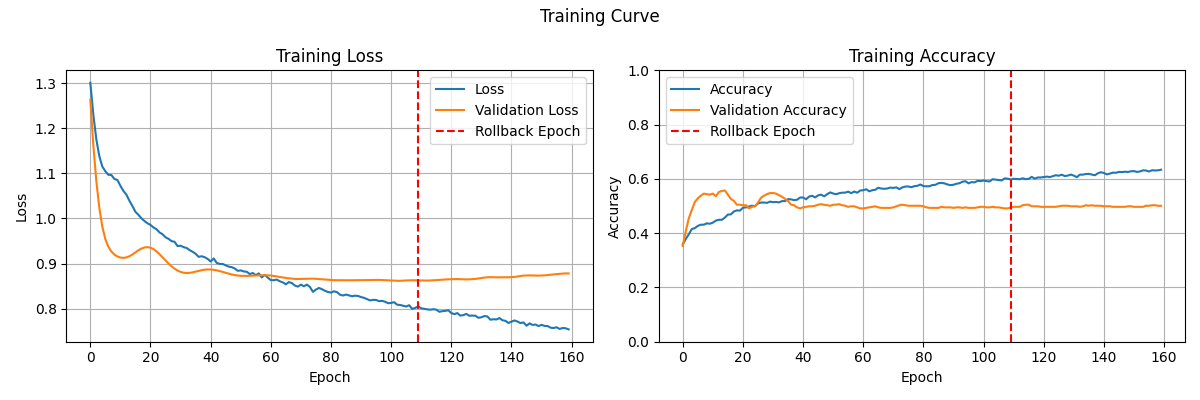 Training Curve
Training Loss
1.3
1.2
1.1
1.0
0.9
0.8
Loss
0 20 40 60 80 100 120 140 160
Epoch
Loss
Validation Loss
Rollback Epoch
Training Accuracy
1.0
0.8
0.6
0.4
0.2
0.0
Accuracy
0 20 40 60 80 100 120 140 160
Epoch
Accuracy
Validation Accuracy
Rollback Epoch